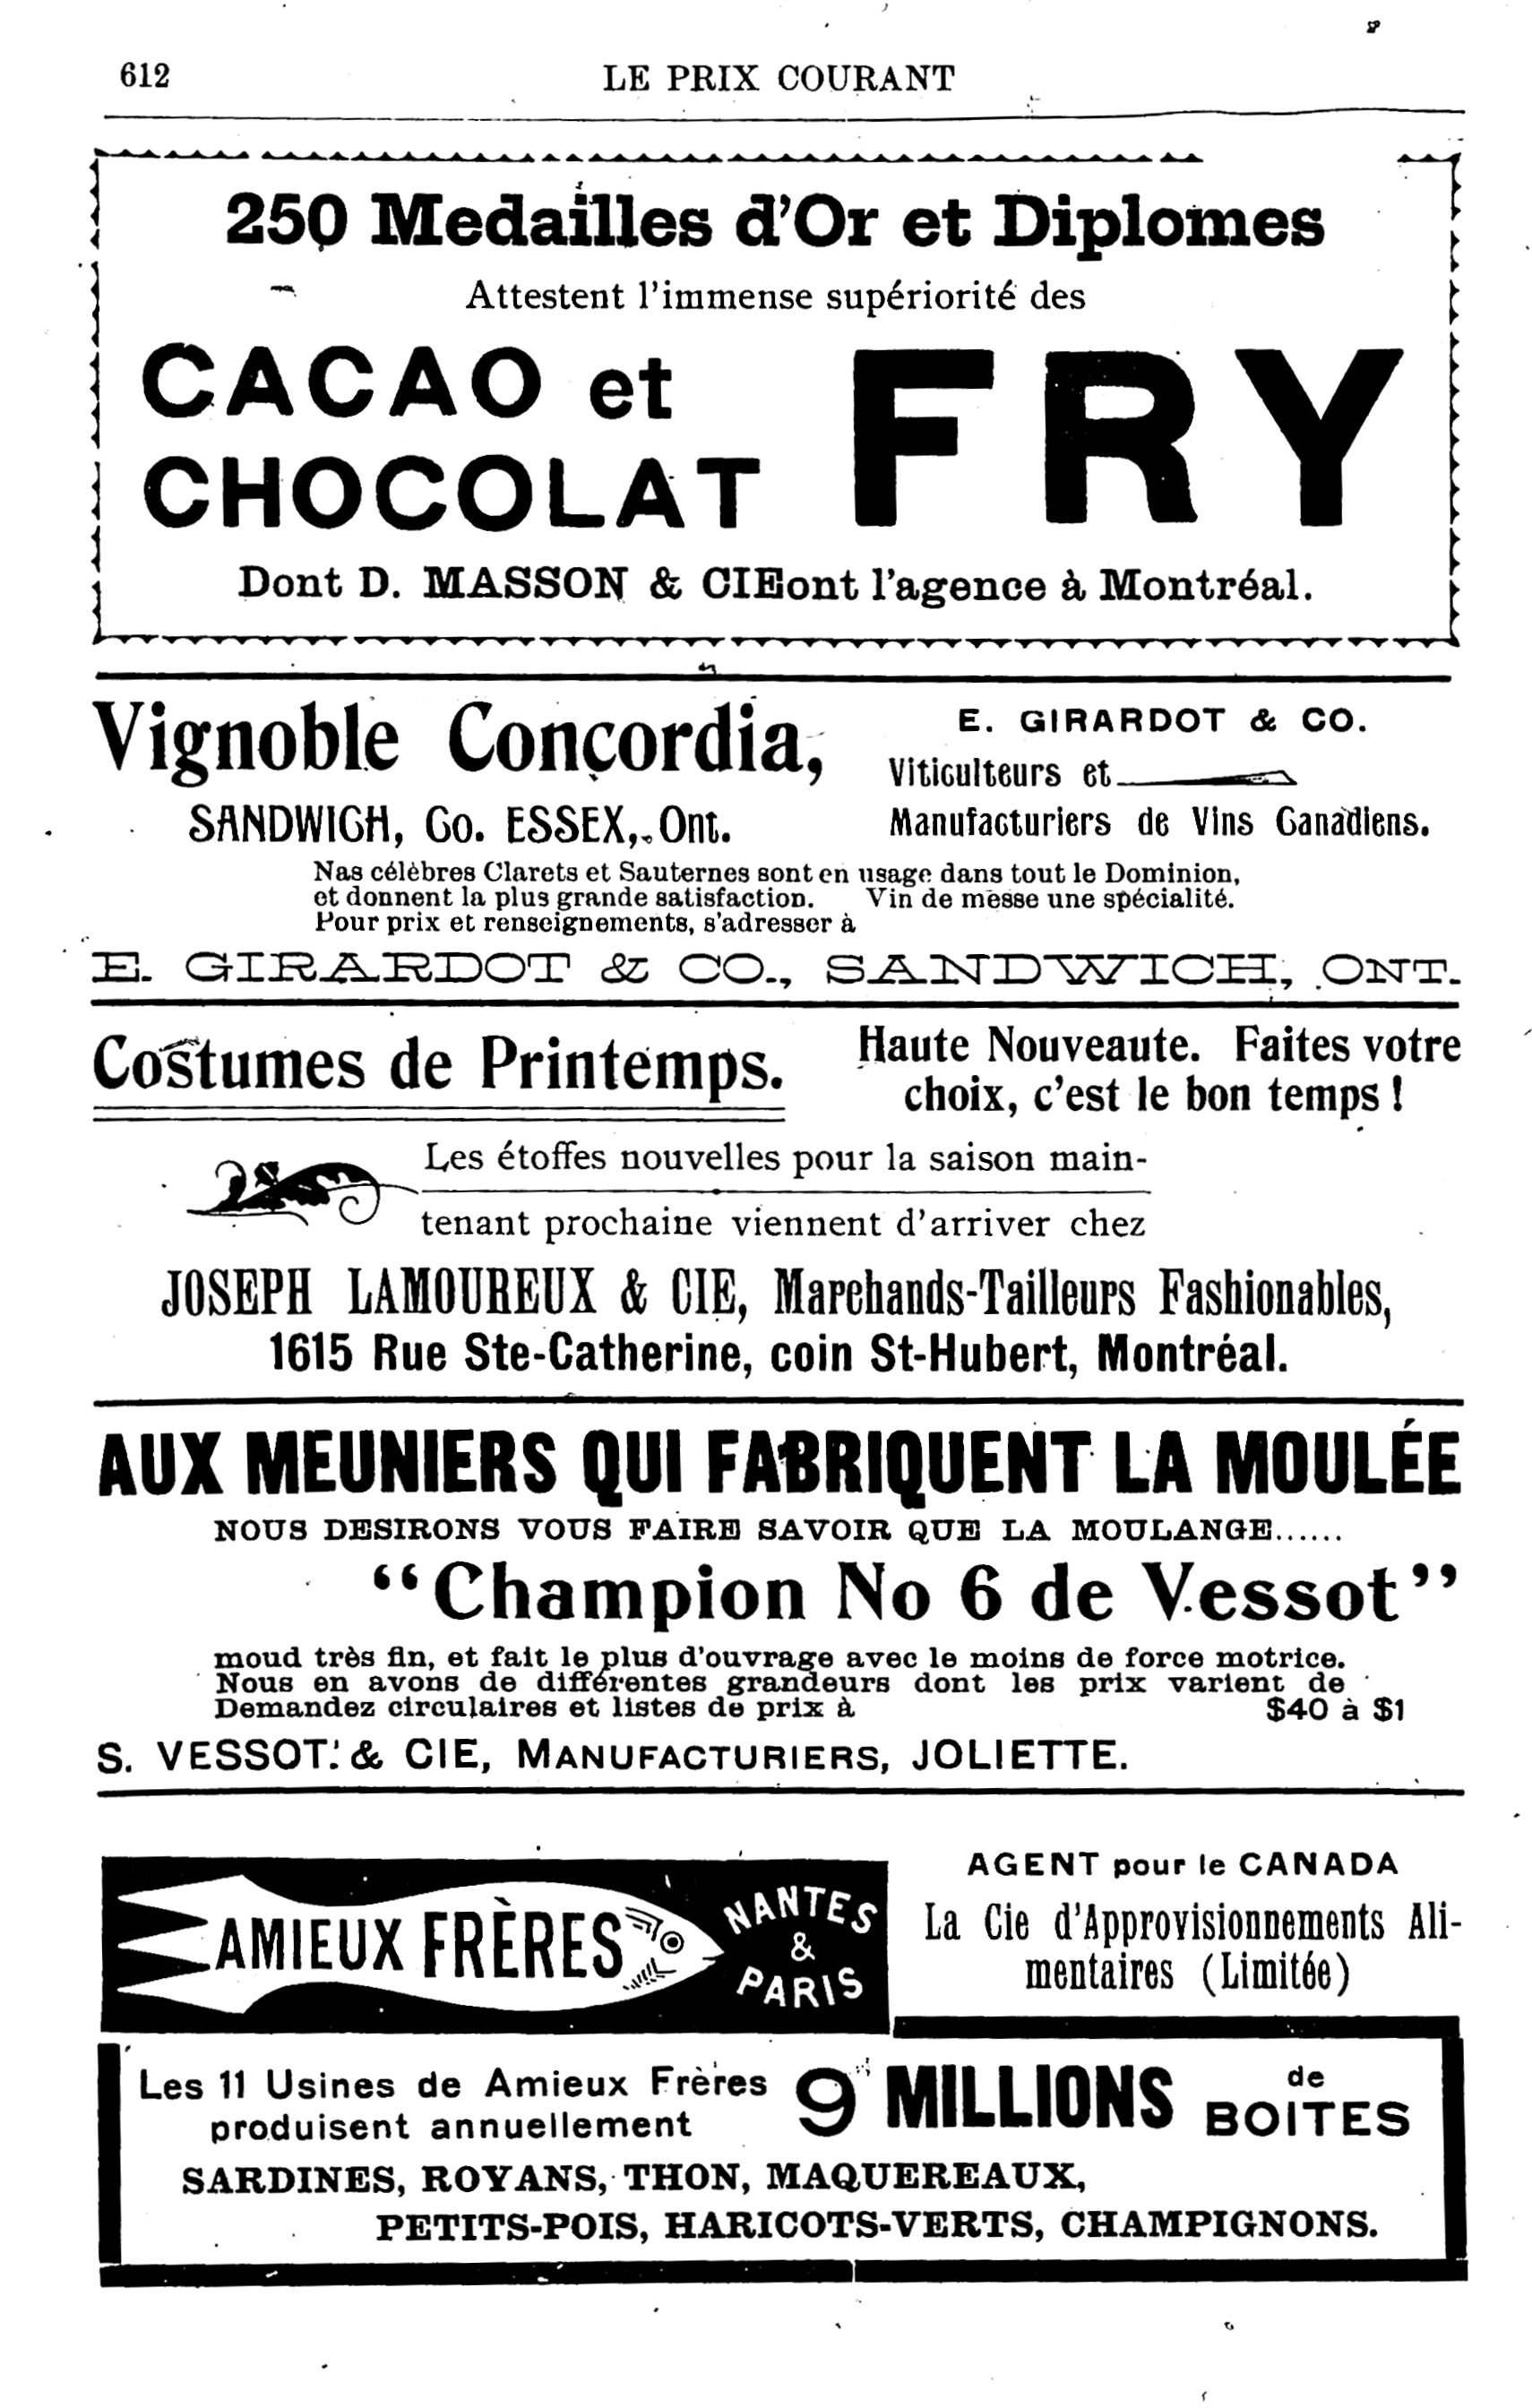 612
LE PRIX COURANT
250 Medailles d'Or et Diplomes
Attestent l'immense supériorité des
CACAO et
CHOCOLAT
FRY
Dont D. MASSON & CIE ont l'agence à Montréal.
Vignoble Concordia,
SANDWICH, Co. ESSEX, Ont.
E. GIRARDOT & CO.
Viticulteurs et
Manufacturiers de Vins Canadiens.
Nas célèbres Clarets et Sauternes sont en usage dans tout le Dominion,
et donnent la plus grande satisfaction. Vin de messe une spécialité.
Pour prix et renseignements, s'adresser à
E. GIRARDOT & CO., SANDWICH, ONT.
Costumes de Printemps.
Haute Nouveaute. Faites votre
choix, c'est le bon temps !
Les étoffes nouvelles pour la saison main-
tenant prochaine viennent d'arriver chez
JOSEPH LAMOUREUX & CIE, Marchands-Tailleurs Fashionables,
1615 Rue Ste-Catherine, coin St-Hubert, Montréal.
AUX MEUNIERS QUI FABRIQUENT LA MOULÉE
NOUS DESIRONS VOUS FAIRE SAVOIR QUE LA MOULANGE......
"Champion No 6 de Vessot"
moud très fin, et fait le plus d'ouvrage avec le moins de force motrice.
Nous en avons de différentes grandeurs dont les prix varient de
Demandez circulaires et listes de prix à $40 à $1
S. VESSOT & CIE, MANUFACTURIERS, JOLIETTE.
AMIEUX FRÈRES
NANTES
&
PARIS
AGENT pour le CANADA
La Cie d'Approvisionnements Ali-
mentaires (Limitée)
Les 11 Usines de Amieux Frères
produisent annuellement
9 MILLIONS
de
BOITES
SARDINES, ROYANS, THON, MAQUEREAUX,
PETITS-POIS, HARICOTS-VERTS, CHAMPIGNONS.